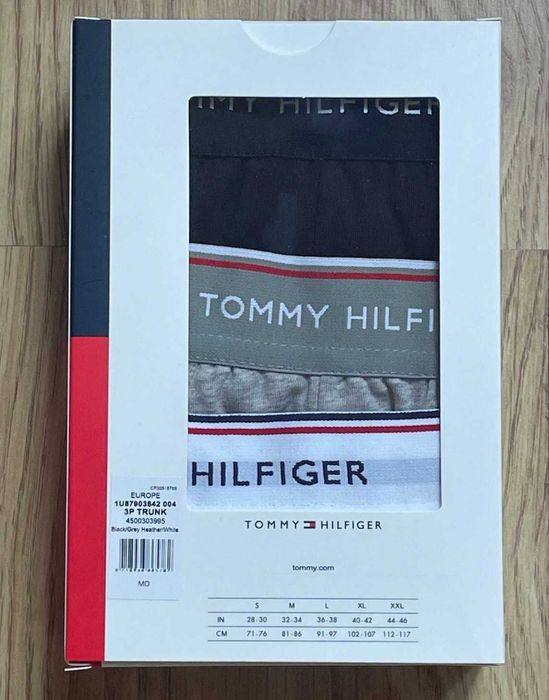 TOMMY HILFIGER
TOMMY HILFI
HILFIGER
TOMMY HILFIGER
tommy.com
EUROPE
1U87903842 004
3P TRUNK
4500303995
Black/Grey Heather/White
MD
S M L XL XXL
IN 28-30 32-34 36-38 40-42 44-46
CM 71-76 81-86 91-97 102-107 112-117